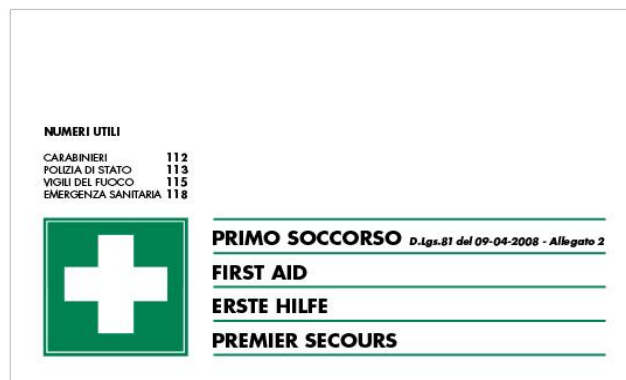 NUMERI UTILI
CARABINIERI 112
POLIZIA DI STATO 113
VIGILI DEL FUOCO 115
EMERGENZA SANITARIA 118
PRIMO SOCCORSO D.Lgs.81 del 09-04-2008 - Allegato 2
FIRST AID
ERSTE HILFE
PREMIER SECOURS